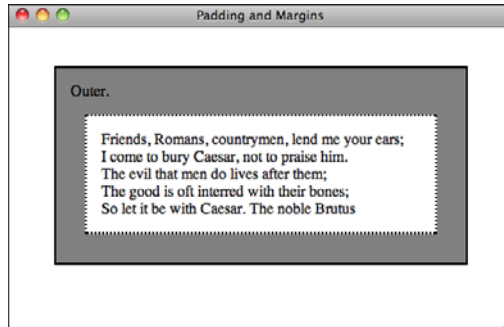 Padding and Margins
Outer.
Friends, Romans, countrymen, lend me your ears;
I come to bury Caesar, not to praise him.
The evil that men do lives after them;
The good is oft interred with their bones;
So let it be with Caesar. The noble Brutus